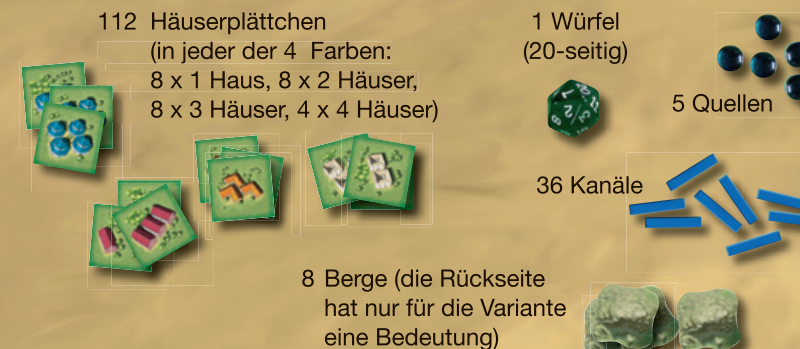 112 Häuserplättchen
(in jeder der 4 Farben:
8 x 1 Haus, 8 x 2 Häuser,
8 x 3 Häuser, 4 x 4 Häuser)
1 Würfel
(20-seitig)
5 Quellen
36 Kanäle
8 Berge (die Rückseite
hat nur für die Variante
eine Bedeutung)